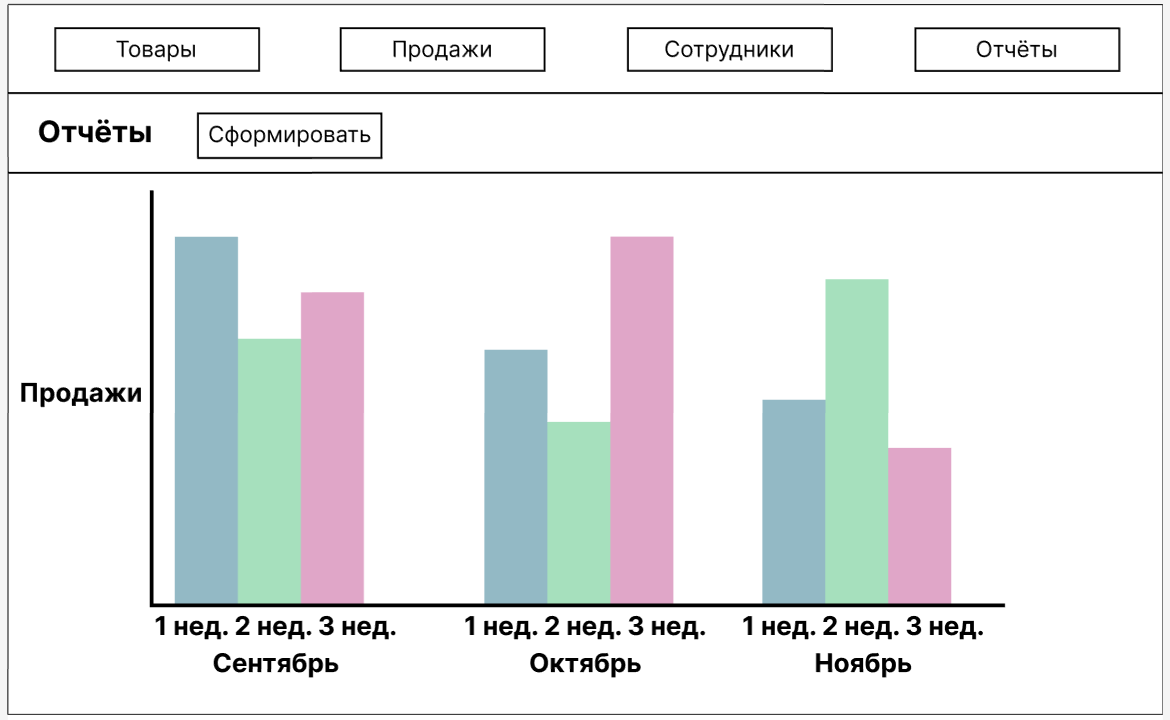 Товары Продажи Сотрудники Отчёты
Отчёты Сформировать
Продажи
1 нед. 2 нед. 3 нед. 1 нед. 2 нед. 3 нед. 1 нед. 2 нед. 3 нед.
Сентябрь Октябрь Ноябрь